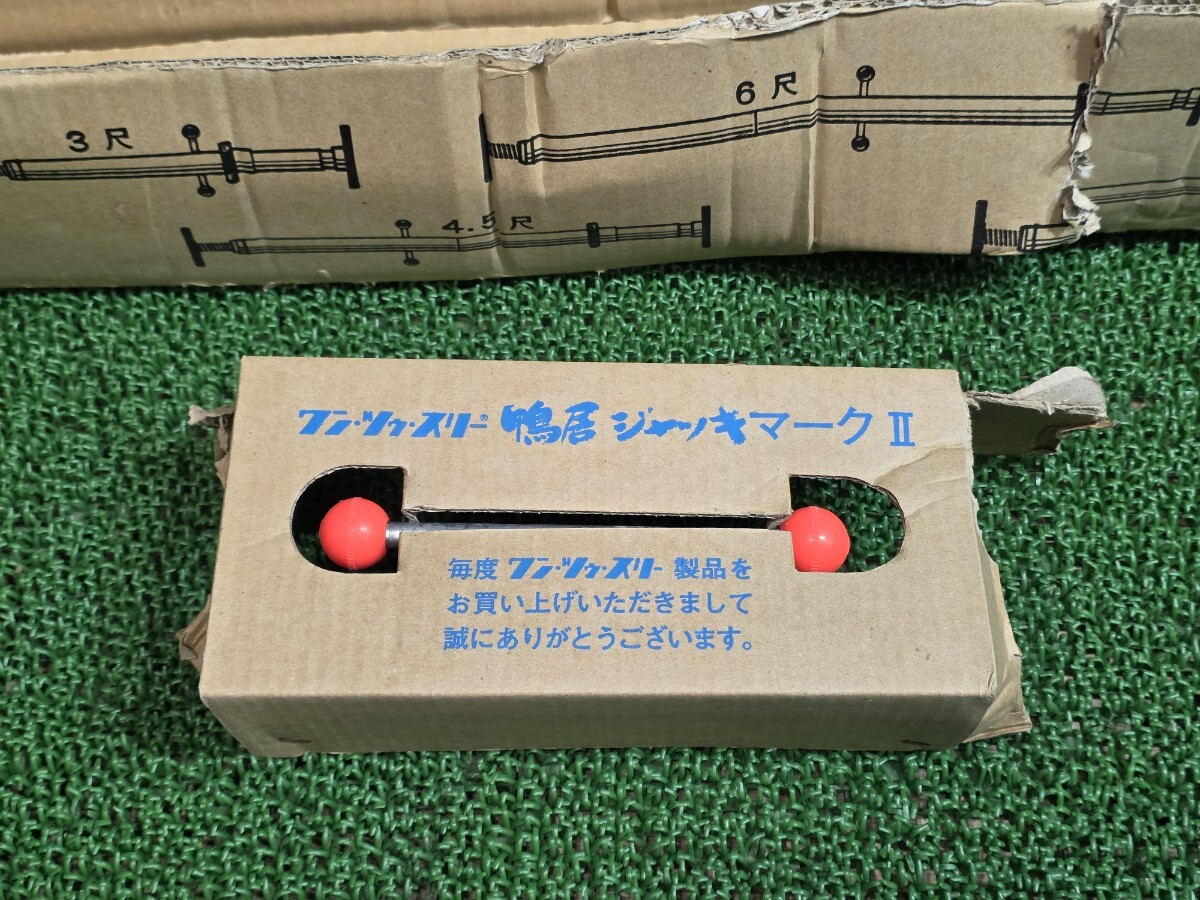 3尺
6尺
4.5尺
ワン・ツゥ・スリー® 鴨居ジャッキマークⅡ
毎度 ワン・ツゥ・スリー 製品を
お買い上げいただきまして
誠にありがとうございます。